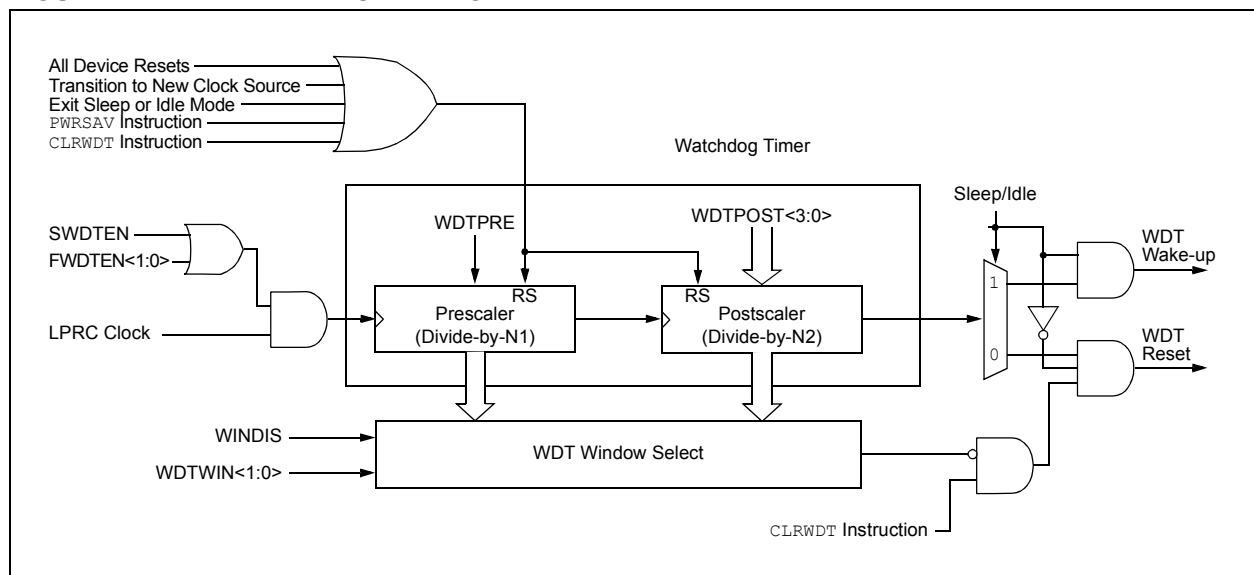 All Device Resets
Transition to New Clock Source
Exit Sleep or Idle Mode
PWRSAV Instruction
CLRWDT Instruction
Watchdog Timer
Sleep/Idle
WDTPRE
WDTPOST<3:0>
SWDTEN
FWDTEN<1:0>
WDT
Wake-up
RS
RS
1
Prescaler
(Divide-by-N1)
Postscaler
(Divide-by-N2)
LPRC Clock
0
WDT
Reset
WINDIS
WDT Window Select
WDTWIN<1:0>
CLRWDT Instruction